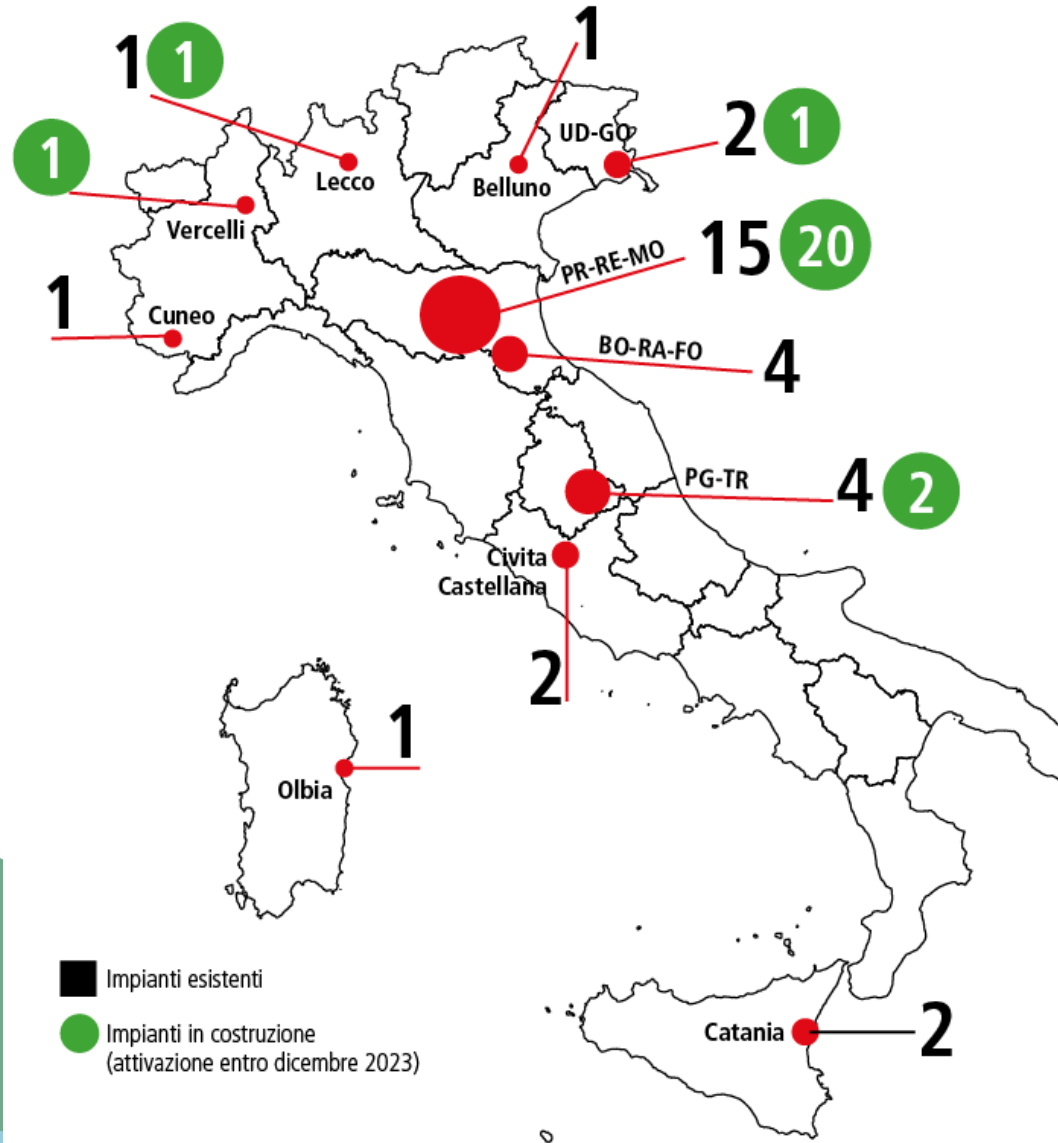 1 1
1
UD-GO
2 1
Lecco
Belluno
1
Vercelli
PR-RE-MO
15 20
1
Cuneo
BO-RA-FO
4
PG-TR
4 2
Civita
Castellana
2
1
Olbia
Impianti esistenti
Impianti in costruzione
(attivazione entro dicembre 2023)
Catania
2